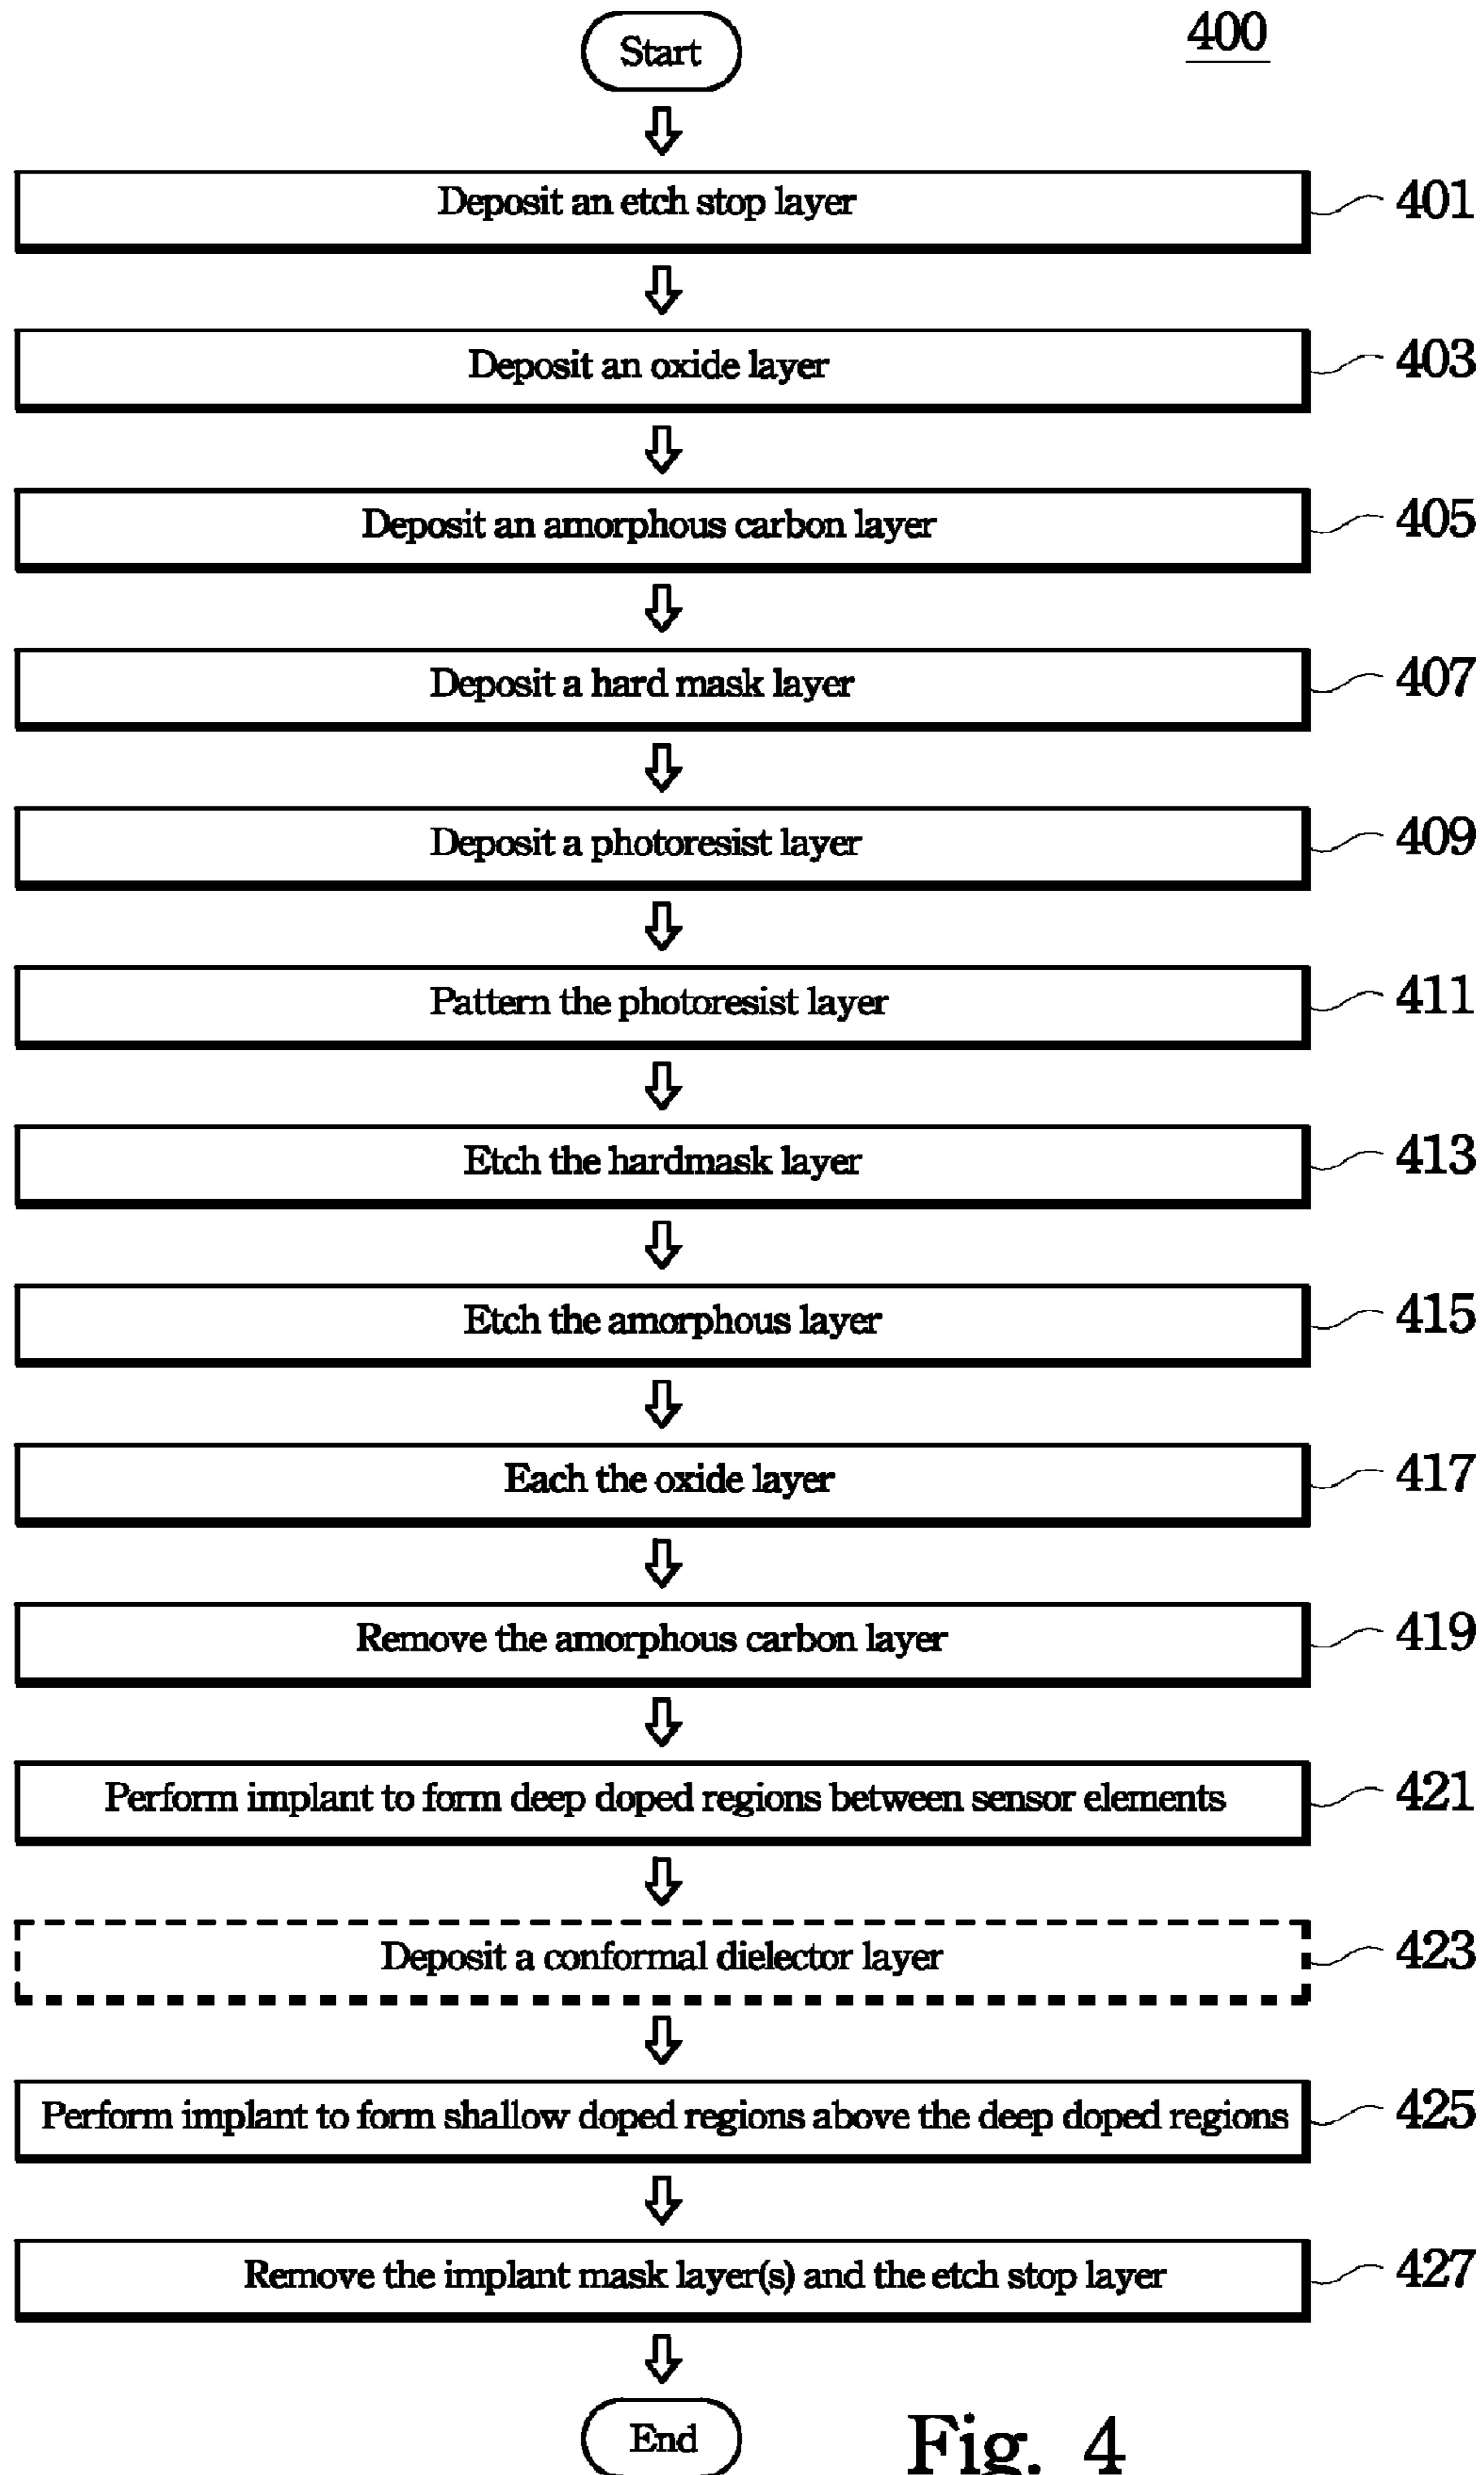 400
Start
Deposit an etch stop layer 401
Deposit an oxide layer 403
Deposit an amorphous carbon layer 405
Deposit a hard mask layer 407
Deposit a photoresist layer 409
Pattern the photoresist layer 411
Etch the hardmask layer 413
Etch the amorphous layer 415
Each the oxide layer 417
Remove the amorphous carbon layer 419
Perform implant to form deep doped regions between sensor elements 421
Deposit a conformal dielector layer 423
Perform implant to form shallow doped regions above the deep doped regions 425
Remove the implant mask layer(s) and the etch stop layer 427
End
Fig. 4